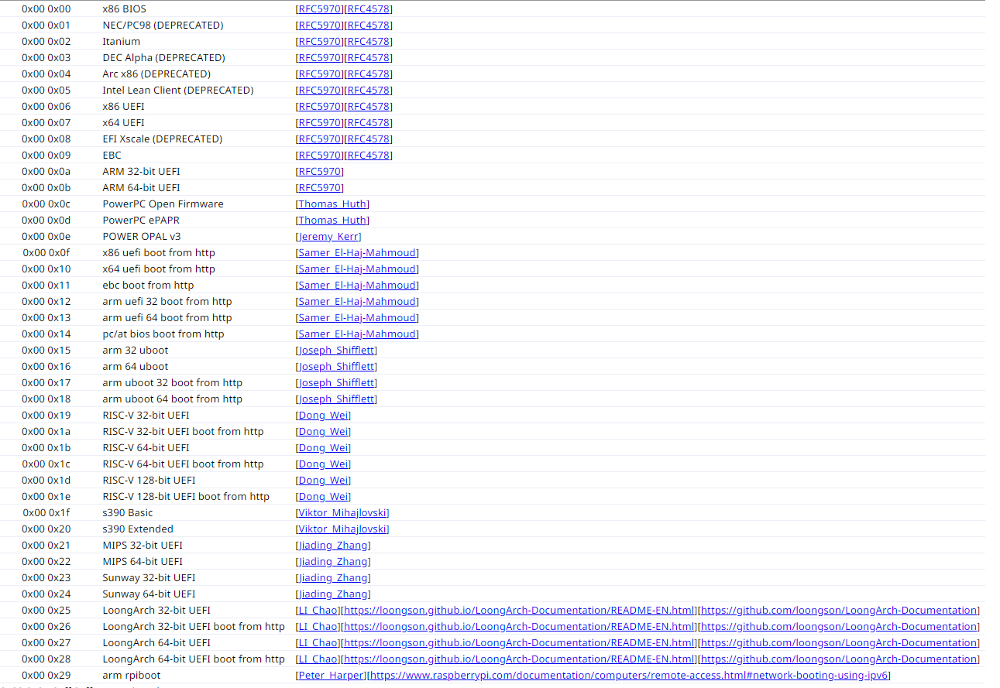 0x00 0x00 x86 BIOS [RFC5970][RFC4578]
0x00 0x01 NEC/PC98 (DEPRECATED) [RFC5970][RFC4578]
0x00 0x02 Itanium [RFC5970][RFC4578]
0x00 0x03 DEC Alpha (DEPRECATED) [RFC5970][RFC4578]
0x00 0x04 Arc x86 (DEPRECATED) [RFC5970][RFC4578]
0x00 0x05 Intel Lean Client (DEPRECATED) [RFC5970][RFC4578]
0x00 0x06 x86 UEFI [RFC5970][RFC4578]
0x00 0x07 x64 UEFI [RFC5970][RFC4578]
0x00 0x08 EFI Xscale (DEPRECATED) [RFC5970][RFC4578]
0x00 0x09 EBC [RFC5970][RFC4578]
0x00 0x0a ARM 32-bit UEFI [RFC5970]
0x00 0x0b ARM 64-bit UEFI [RFC5970]
0x00 0x0c PowerPC Open Firmware [Thomas_Huth]
0x00 0x0d PowerPC ePAPR [Thomas_Huth]
0x00 0x0e POWER OPAL v3 [Jeremy_Kerr]
0x00 0x0f x86 uefi boot from http [Samer_El-Haj-Mahmoud]
0x00 0x10 x64 uefi boot from http [Samer_El-Haj-Mahmoud]
0x00 0x11 ebc boot from http [Samer_El-Haj-Mahmoud]
0x00 0x12 arm uefi 32 boot from http [Samer_El-Haj-Mahmoud]
0x00 0x13 arm uefi 64 boot from http [Samer_El-Haj-Mahmoud]
0x00 0x14 pc/at bios boot from http [Samer_El-Haj-Mahmoud]
0x00 0x15 arm 32 uboot [Joseph_Shifflett]
0x00 0x16 arm 64 uboot [Joseph_Shifflett]
0x00 0x17 arm uboot 32 boot from http [Joseph_Shifflett]
0x00 0x18 arm uboot 64 boot from http [Joseph_Shifflett]
0x00 0x19 RISC-V 32-bit UEFI [Dong_Wei]
0x00 0x1a RISC-V 32-bit UEFI boot from http [Dong_Wei]
0x00 0x1b RISC-V 64-bit UEFI [Dong_Wei]
0x00 0x1c RISC-V 64-bit UEFI boot from http [Dong_Wei]
0x00 0x1d RISC-V 128-bit UEFI [Dong_Wei]
0x00 0x1e RISC-V 128-bit UEFI boot from http [Dong_Wei]
0x00 0x1f s390 Basic [Viktor_Mihajlovski]
0x00 0x20 s390 Extended [Viktor_Mihajlovski]
0x00 0x21 MIPS 32-bit UEFI [Jiading_Zhang]
0x00 0x22 MIPS 64-bit UEFI [Jiading_Zhang]
0x00 0x23 Sunway 32-bit UEFI [Jiading_Zhang]
0x00 0x24 Sunway 64-bit UEFI [Jiading_Zhang]
0x00 0x25 LoongArch 32-bit UEFI [LI_Chao][https://loongson.github.io/LoongArch-Documentation/README-EN.html][https://github.com/loongson/LoongArch-Documentation]
0x00 0x26 LoongArch 32-bit UEFI boot from http [LI_Chao][https://loongson.github.io/LoongArch-Documentation/README-EN.html][https://github.com/loongson/LoongArch-Documentation]
0x00 0x27 LoongArch 64-bit UEFI [LI_Chao][https://loongson.github.io/LoongArch-Documentation/README-EN.html][https://github.com/loongson/LoongArch-Documentation]
0x00 0x28 LoongArch 64-bit UEFI boot from http [LI_Chao][https://loongson.github.io/LoongArch-Documentation/README-EN.html][https://github.com/loongson/LoongArch-Documentation]
0x00 0x29 arm rpiboot [Peter_Harper][https://www.raspberrypi.com/documentation/computers/remote-access.html#network-booting-using-ipv6]